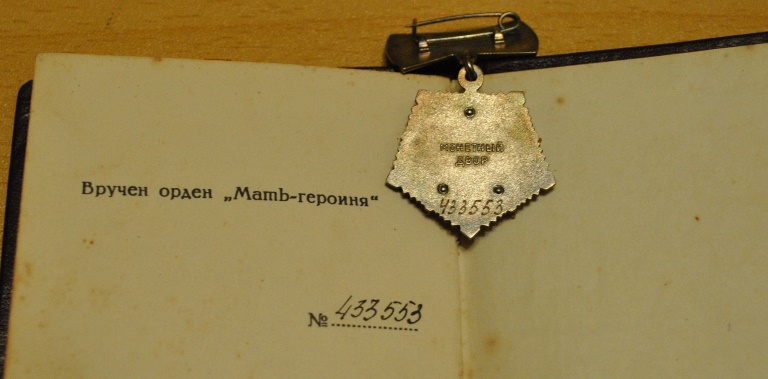 МОНЕТНЫЙ
ДВОР
433553
Вручен орден „Мать-героиня“
№ 433553